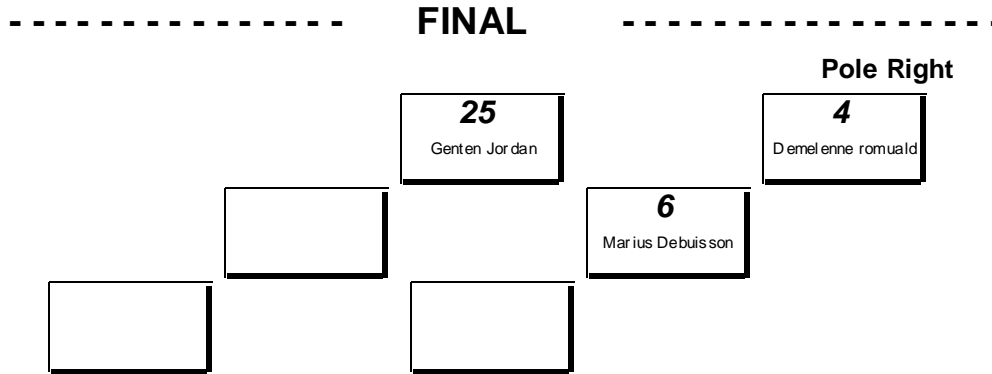 - - - - - - - - - - - - - - - FINAL - - - - - - - - - - - - - - - - -
Pole Right
25
Genten Jordan
4
Demelenne romuald
6
Marius Debuisson